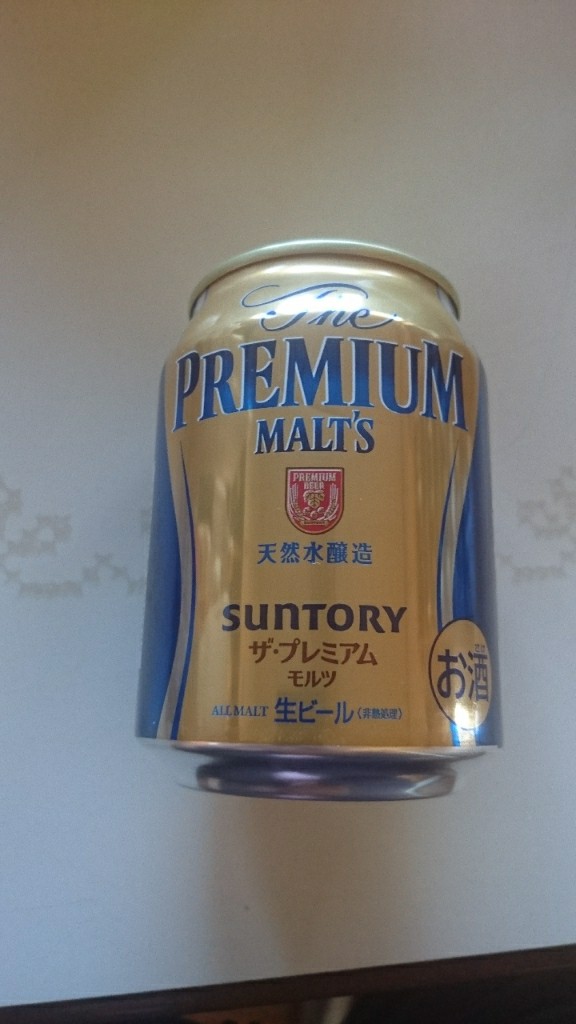 The
PREMIUM
MALT'S
PREMIUM
BEER
天然水醸造
SUNTORY
ザ・プレミアム
モルツ
お酒
ALL MALT 生ビール〈非熱処理〉